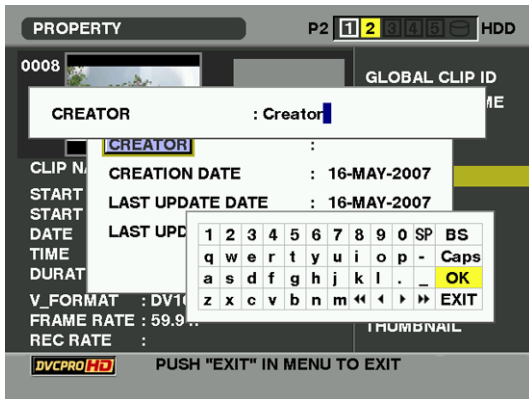 PROPERTY P2 1 2 3 4 5 HDD
0008
GLOBAL CLIP ID
CREATOR : Creator
CREATOR :
CLIP
CREATION DATE : 16-MAY-2007
START
LAST UPDATE DATE : 16-MAY-2007
START
DATE LAST UPD
TIME
DURAT
1 2 3 4 5 6 7 8 9 0 SP BS
q w e r t y u i o p - Caps
a s d f g h j k l . _ OK
z x c v b n m ◂◂ ◂ ▸ ▸▸ EXIT
V_FORMAT : DV10
FRAME RATE : 59.9
REC RATE :
THUMBNAIL
DVCPRO HD PUSH "EXIT" IN MENU TO EXIT